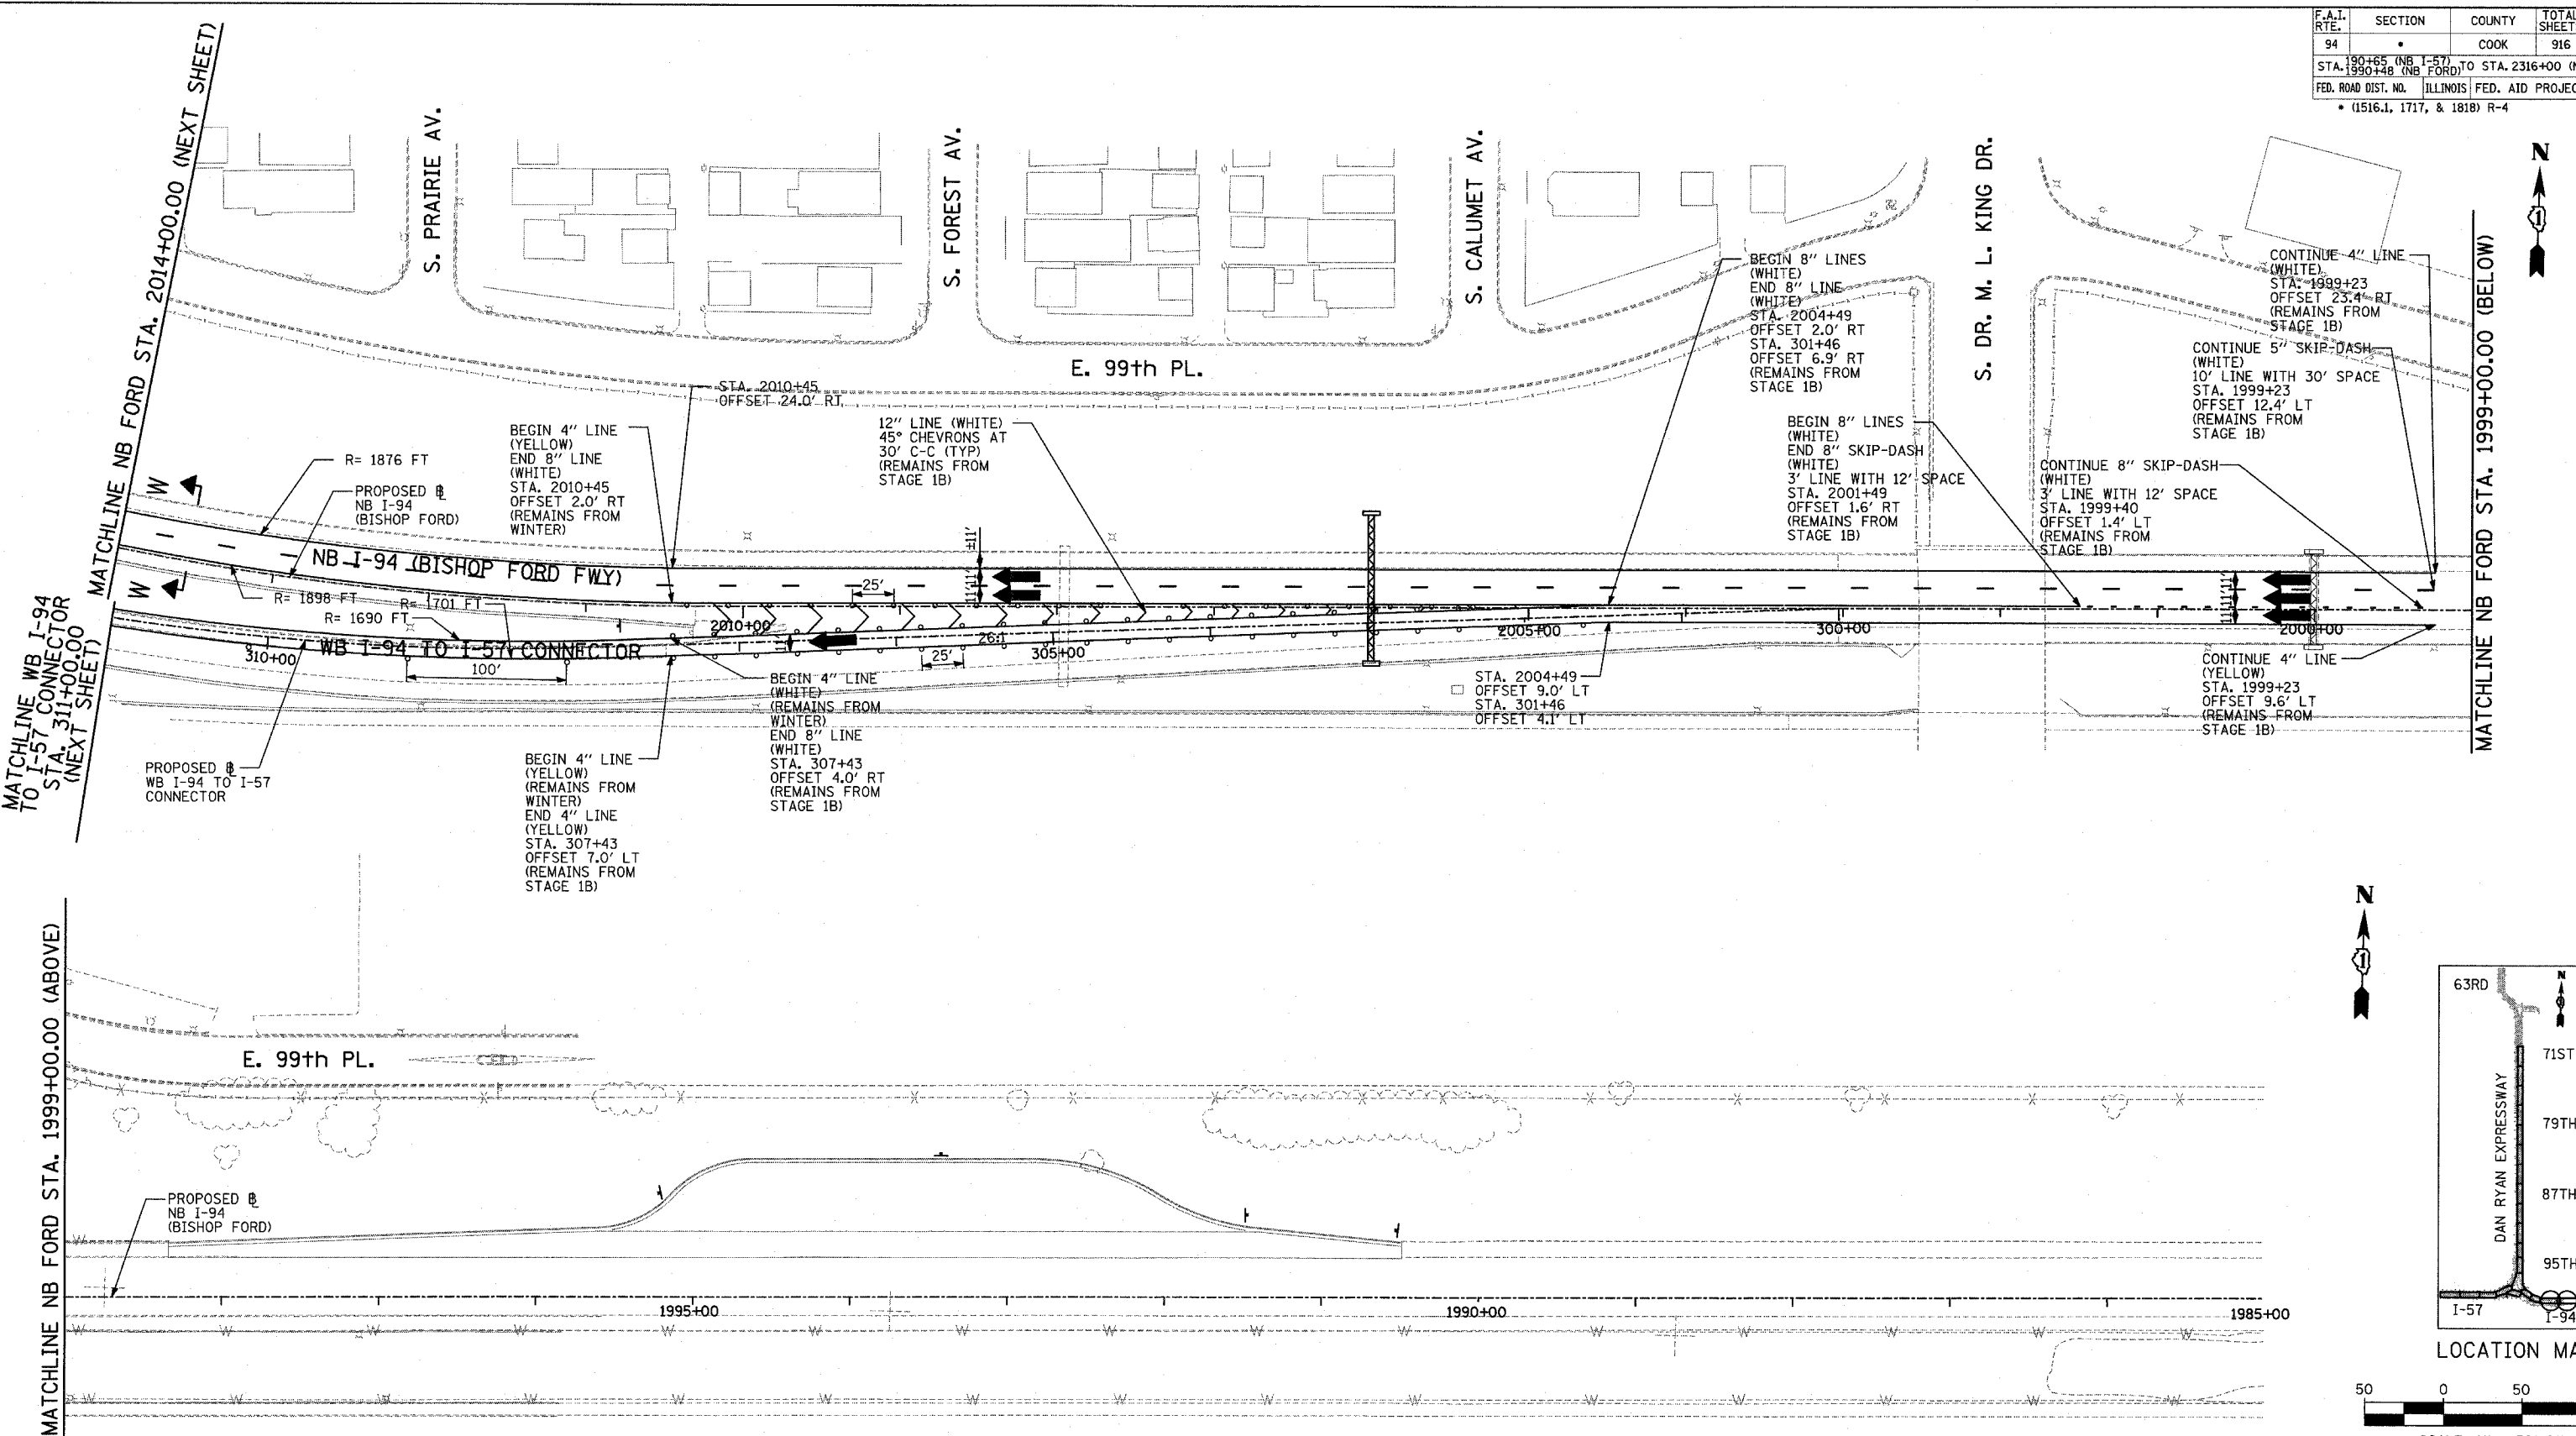 F.A.I. RTE. SECTION COUNTY TOTAL SHEET
94 • COOK 916
STA. 190+65 (NB I-57) TO STA. 2316+00
1990+48 (NB FORD)
FED. ROAD DIST. NO. ILLINOIS FED. AID PROJEC
• (1516.1, 1717, & 1818) R-4
N
MATCHLINE NB FORD STA. 2014+00.00 (NEXT SHEET)
S. PRAIRIE AV.
S. FOREST AV.
S. CALUMET AV.
S. DR. M. L. KING DR.
MATCHLINE NB FORD STA. 1999+00.00 (BELOW)
E. 99th PL.
CONTINUE 4" LINE
(WHITE)
STA. 1999+23
OFFSET 23.4' RT
(REMAINS FROM
STAGE 1B)
BEGIN 8" LINES
(WHITE)
END 8" LINE
(WHITE)
STA. 2004+49
OFFSET 2.0' RT
STA. 301+46
OFFSET 6.9' RT
(REMAINS FROM
STAGE 1B)
CONTINUE 5" SKIP-DASH
(WHITE)
10' LINE WITH 30' SPACE
STA. 1999+23
OFFSET 12.4' LT
(REMAINS FROM
STAGE 1B)
STA. 2010+45
OFFSET 24.0' RT
BEGIN 4" LINE
(YELLOW)
END 8" LINE
(WHITE)
STA. 2010+45
OFFSET 2.0' RT
(REMAINS FROM
WINTER)
12" LINE (WHITE)
45° CHEVRONS AT
30' C-C (TYP)
(REMAINS FROM
STAGE 1B)
BEGIN 8" LINES
(WHITE)
END 8" SKIP-DASH
(WHITE)
3' LINE WITH 12' SPACE
STA. 2001+49
OFFSET 1.6' RT
(REMAINS FROM
STAGE 1B)
CONTINUE 8" SKIP-DASH
(WHITE)
3' LINE WITH 12' SPACE
STA. 1999+40
OFFSET 1.4' LT
(REMAINS FROM
STAGE 1B)
R= 1876 FT
PROPOSED B
NB I-94
(BISHOP FORD)
W
W
NB I-94 (BISHOP FORD FWY)
±11'
11'11'
25'
11'11'11'
R= 1898 FT
R= 1701 FT
R= 1690 FT
2010+00
2005+00
300+00
2000+00
310+00
WB I-94 TO I-57 CONNECTOR
11'
26:1
305+00
100'
25'
MATCHLINE WB I-94
TO I-57 CONNECTOR
STA. 311+00.00
(NEXT SHEET)
PROPOSED B
WB I-94 TO I-57
CONNECTOR
BEGIN 4" LINE
(YELLOW)
(REMAINS FROM
WINTER)
END 4" LINE
(YELLOW)
STA. 307+43
OFFSET 7.0' LT
(REMAINS FROM
STAGE 1B)
BEGIN 4" LINE
(WHITE)
(REMAINS FROM
WINTER)
END 8" LINE
(WHITE)
STA. 307+43
OFFSET 4.0' RT
(REMAINS FROM
STAGE 1B)
STA. 2004+49
OFFSET 9.0' LT
STA. 301+46
OFFSET 4.1' LT
CONTINUE 4" LINE
(YELLOW)
STA. 1999+23
OFFSET 9.6' LT
(REMAINS FROM
STAGE 1B)
MATCHLINE NB FORD STA. 1999+00.00 (ABOVE)
E. 99th PL.
PROPOSED B
NB I-94
(BISHOP FORD)
1995+00
1990+00
1985+00
N
63RD
N
71ST
79TH
DAN RYAN EXPRESSWAY
87TH
95TH
I-57
I-94
LOCATION MA
50 0 50